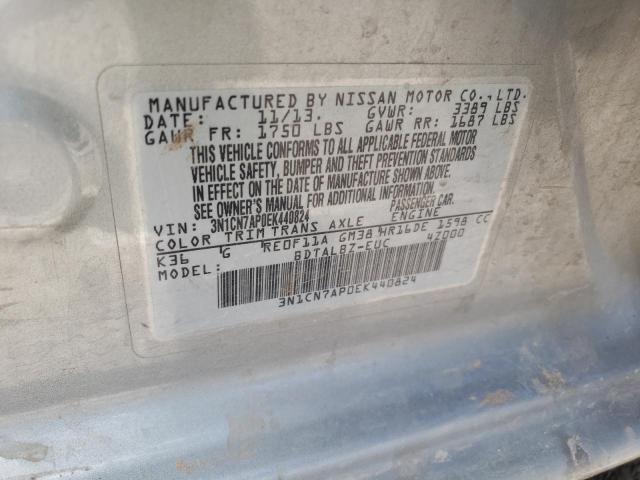 MANUFACTURED BY NISSAN MOTOR CO., LTD.
DATE: 11/13. GVWR: 3389 LBS
GAWR FR: 1750 LBS GAWR RR: 1687 LBS
THIS VEHICLE CONFORMS TO ALL APPLICABLE FEDERAL MOTOR
VEHICLE SAFETY, BUMPER AND THEFT PREVENTION STANDARDS
IN EFFECT ON THE DATE OF MANUFACTURE SHOWN ABOVE.
SEE OWNER'S MANUAL FOR ADDITIONAL INFORMATION.
VIN: 3N1CN7AP0EK440824 PASSENGER CAR.
COLOR TRIM TRANS AXLE ENGINE
K36 G RE0F11A GM38 HR16DE 1598 CC
MODEL: BDTALBZ-EUC 4Z000
3N1CN7AP0EK440824